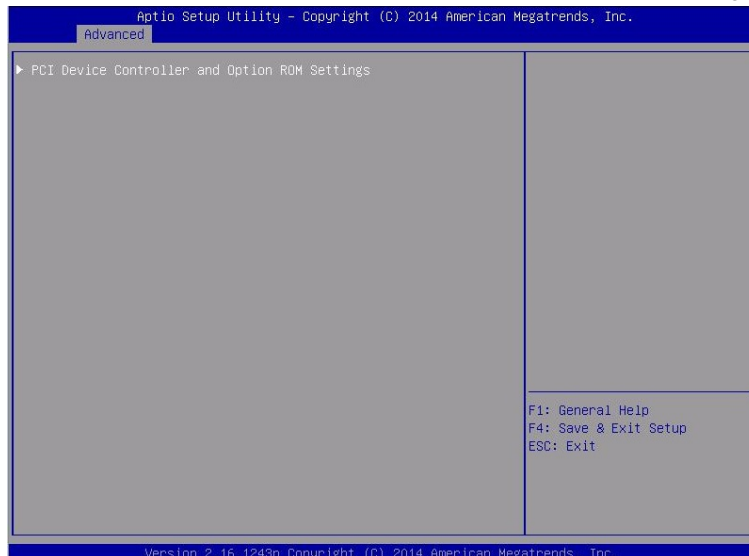 Aptio Setup Utility – Copyright (C) 2014 American Megatrends, Inc.
Advanced
▶ PCI Device Controller and Option ROM Settings
F1: General Help
F4: Save & Exit Setup
ESC: Exit
Version 2.16.1243n Copyright (C) 2014 American Megatrends, Inc.